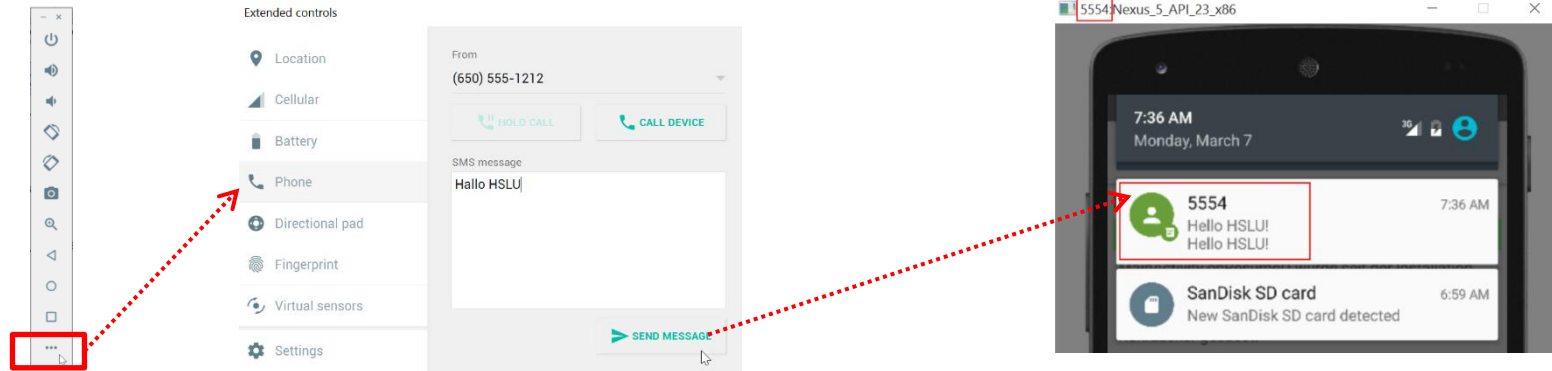 Extended controls
Location
Cellular
Battery
Phone
Directional pad
Fingerprint
Virtual sensors
Settings
From
(650) 555-1212
HOLD CALL
CALL DEVICE
SMS message
Hallo HSLU
SEND MESSAGE
5554:Nexus_5_API_23_x86
7:36 AM
Monday, March 7
3G
5554
7:36 AM
Hello HSLU!
Hello HSLU!
SanDisk SD card
6:59 AM
New SanDisk SD card detected